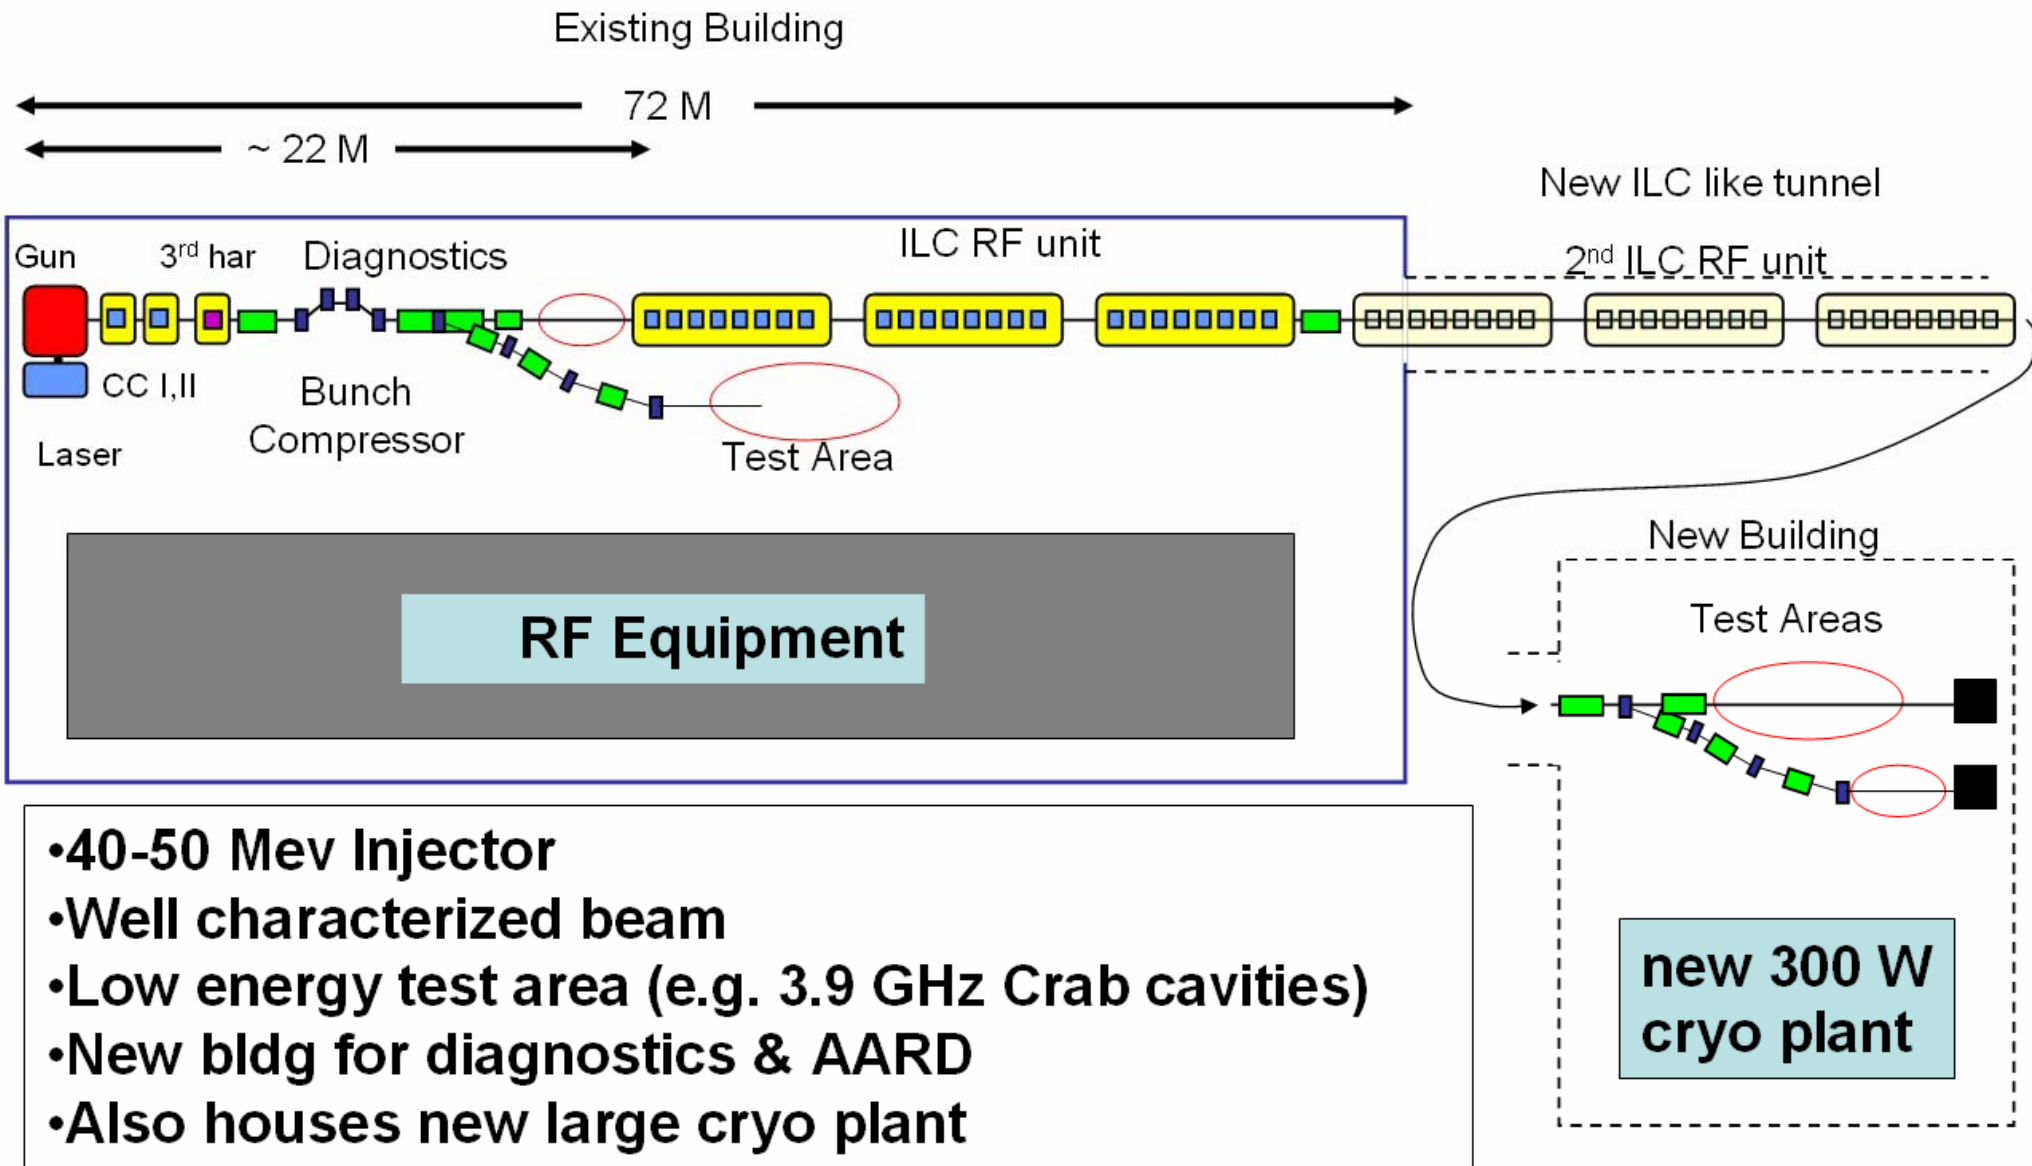 Existing Building
72 M
~ 22 M
New ILC like tunnel
Gun
3rd har
Diagnostics
ILC RF unit
2nd ILC RF unit
CC I,II
Bunch
Compressor
Laser
Test Area
New Building
RF Equipment
Test Areas
•40-50 Mev Injector
•Well characterized beam
•Low energy test area (e.g. 3.9 GHz Crab cavities)
•New bldg for diagnostics & AARD
•Also houses new large cryo plant
new 300 W
cryo plant